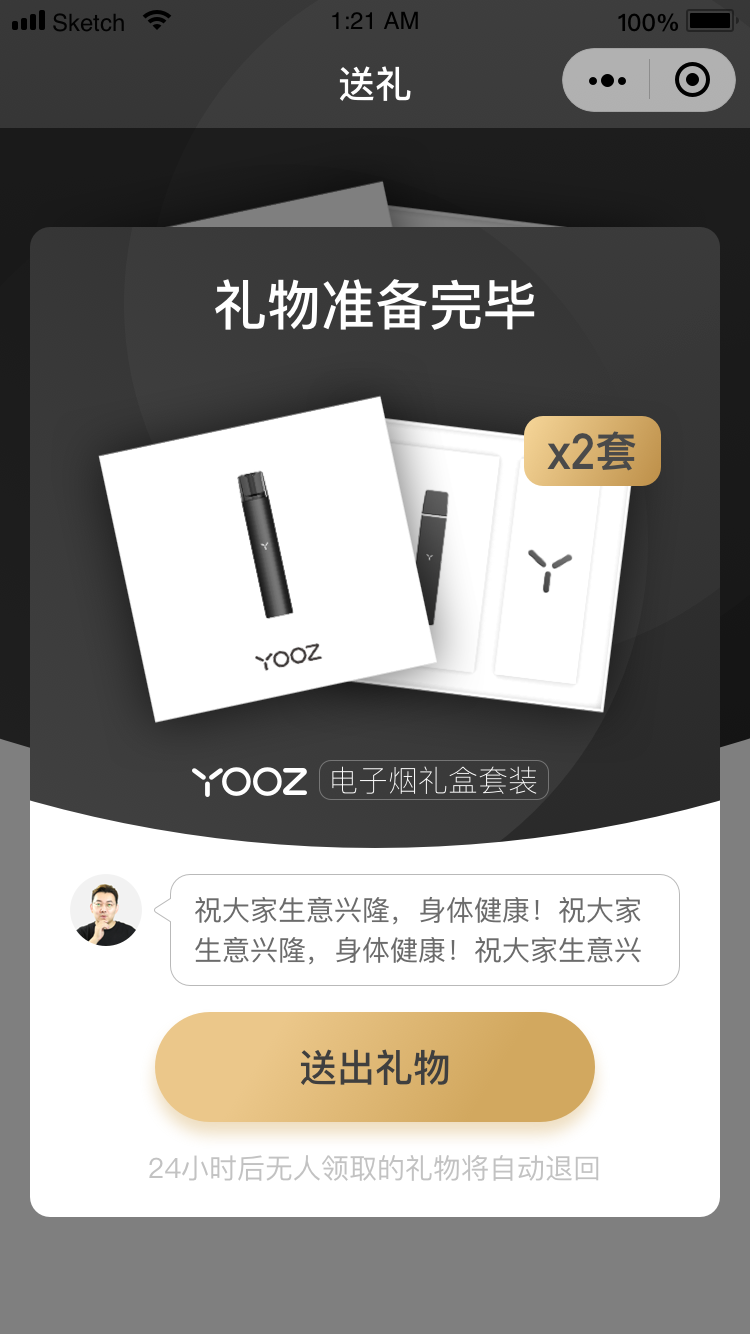 Sketch 1:21 AM 100%
送礼
礼物准备完毕
x2套
YOOZ
YOOZ 电子烟礼盒套装
祝大家生意兴隆，身体健康！祝大家
生意兴隆，身体健康！祝大家生意兴
送出礼物
24小时后无人领取的礼物将自动退回